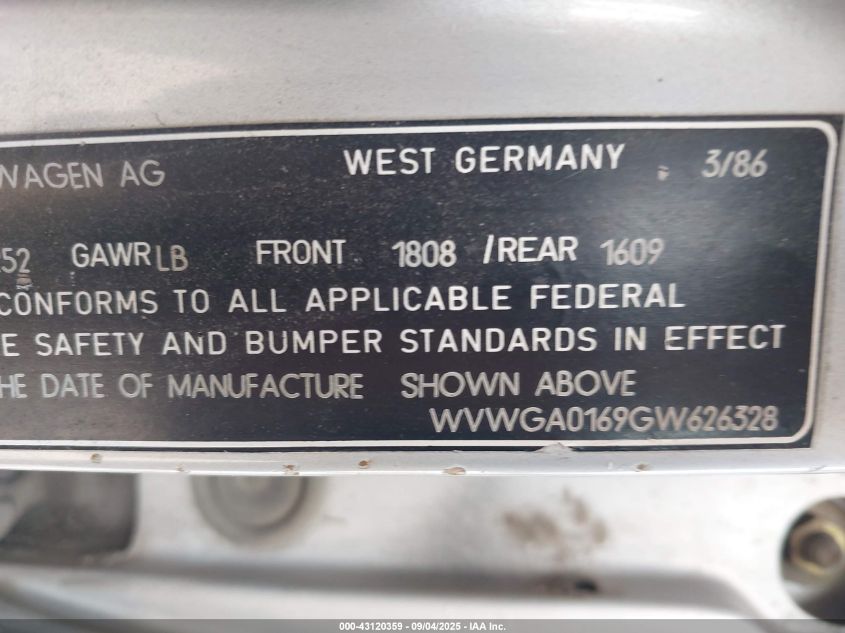 WAGEN AG WEST GERMANY 3/86
252 GAWR LB FRONT 1808 /REAR 1609
CONFORMS TO ALL APPLICABLE FEDERAL
E SAFETY AND BUMPER STANDARDS IN EFFECT
HE DATE OF MANUFACTURE SHOWN ABOVE
WVWGA0169GW626328
000-43120359 - 09/04/2025 - IAA Inc.